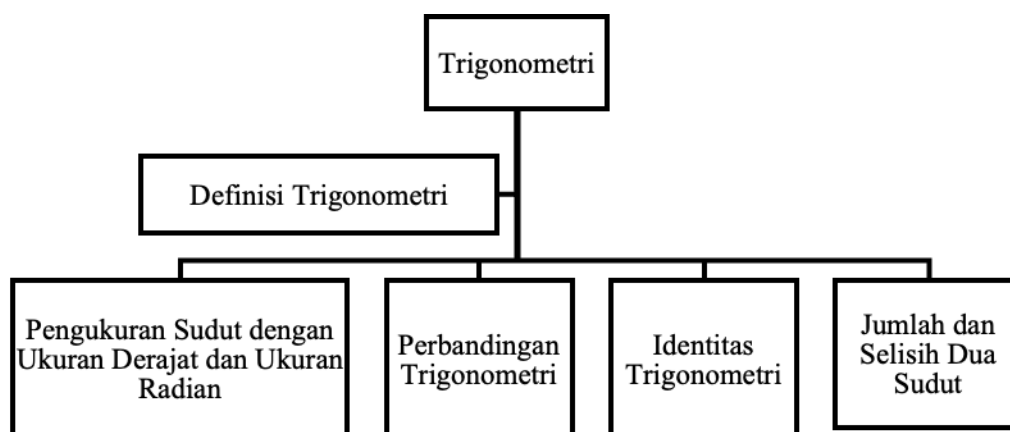 Trigonometri
Definisi Trigonometri
Pengukuran Sudut dengan
Ukuran Derajat dan Ukuran
Radian
Perbandingan
Trigonometri
Identitas
Trigonometri
Jumlah dan
Selisih Dua
Sudut